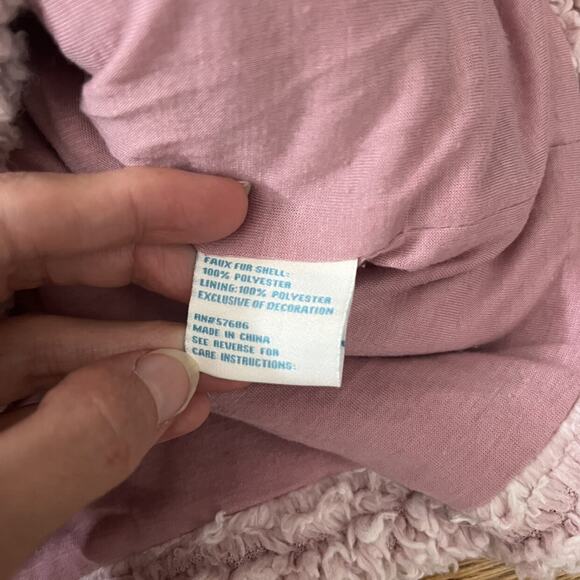 FAUX FUR SHELL:
100% POLYESTER
LINING:100% POLYESTER
EXCLUSIVE OF DECORATION
RN#57686
MADE IN CHINA
SEE REVERSE FOR
CARE INSTRUCTIONS: